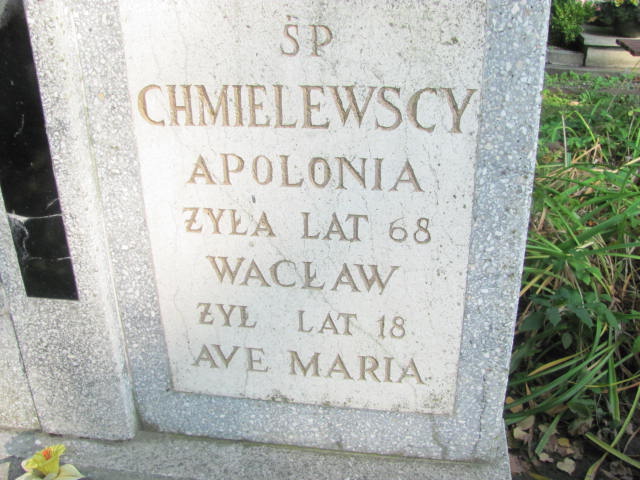 ŚP
CHMIELEWSCY
APOLONIA
ŻYŁA LAT 68
WACŁAW
ŻYŁ LAT 18
AVE MARIA